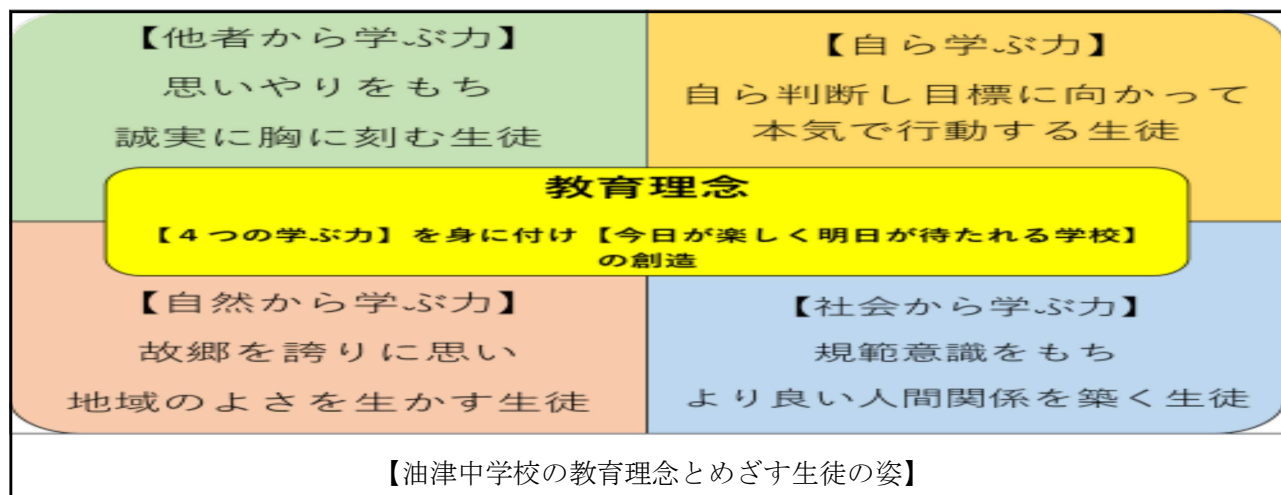 【他者から学ぶ力】
思いやりをもち
誠実に胸に刻む生徒
【自ら学ぶ力】
自ら判断し目標に向かって
本気で行動する生徒
教育理念
【４つの学ぶ力】を身に付け【今日が楽しく明日が待たれる学校】
の創造
【自然から学ぶ力】
故郷を誇りに思い
地域のよさを生かす生徒
【社会から学ぶ力】
規範意識をもち
より良い人間関係を築く生徒
【油津中学校の教育理念とめざす生徒の姿】